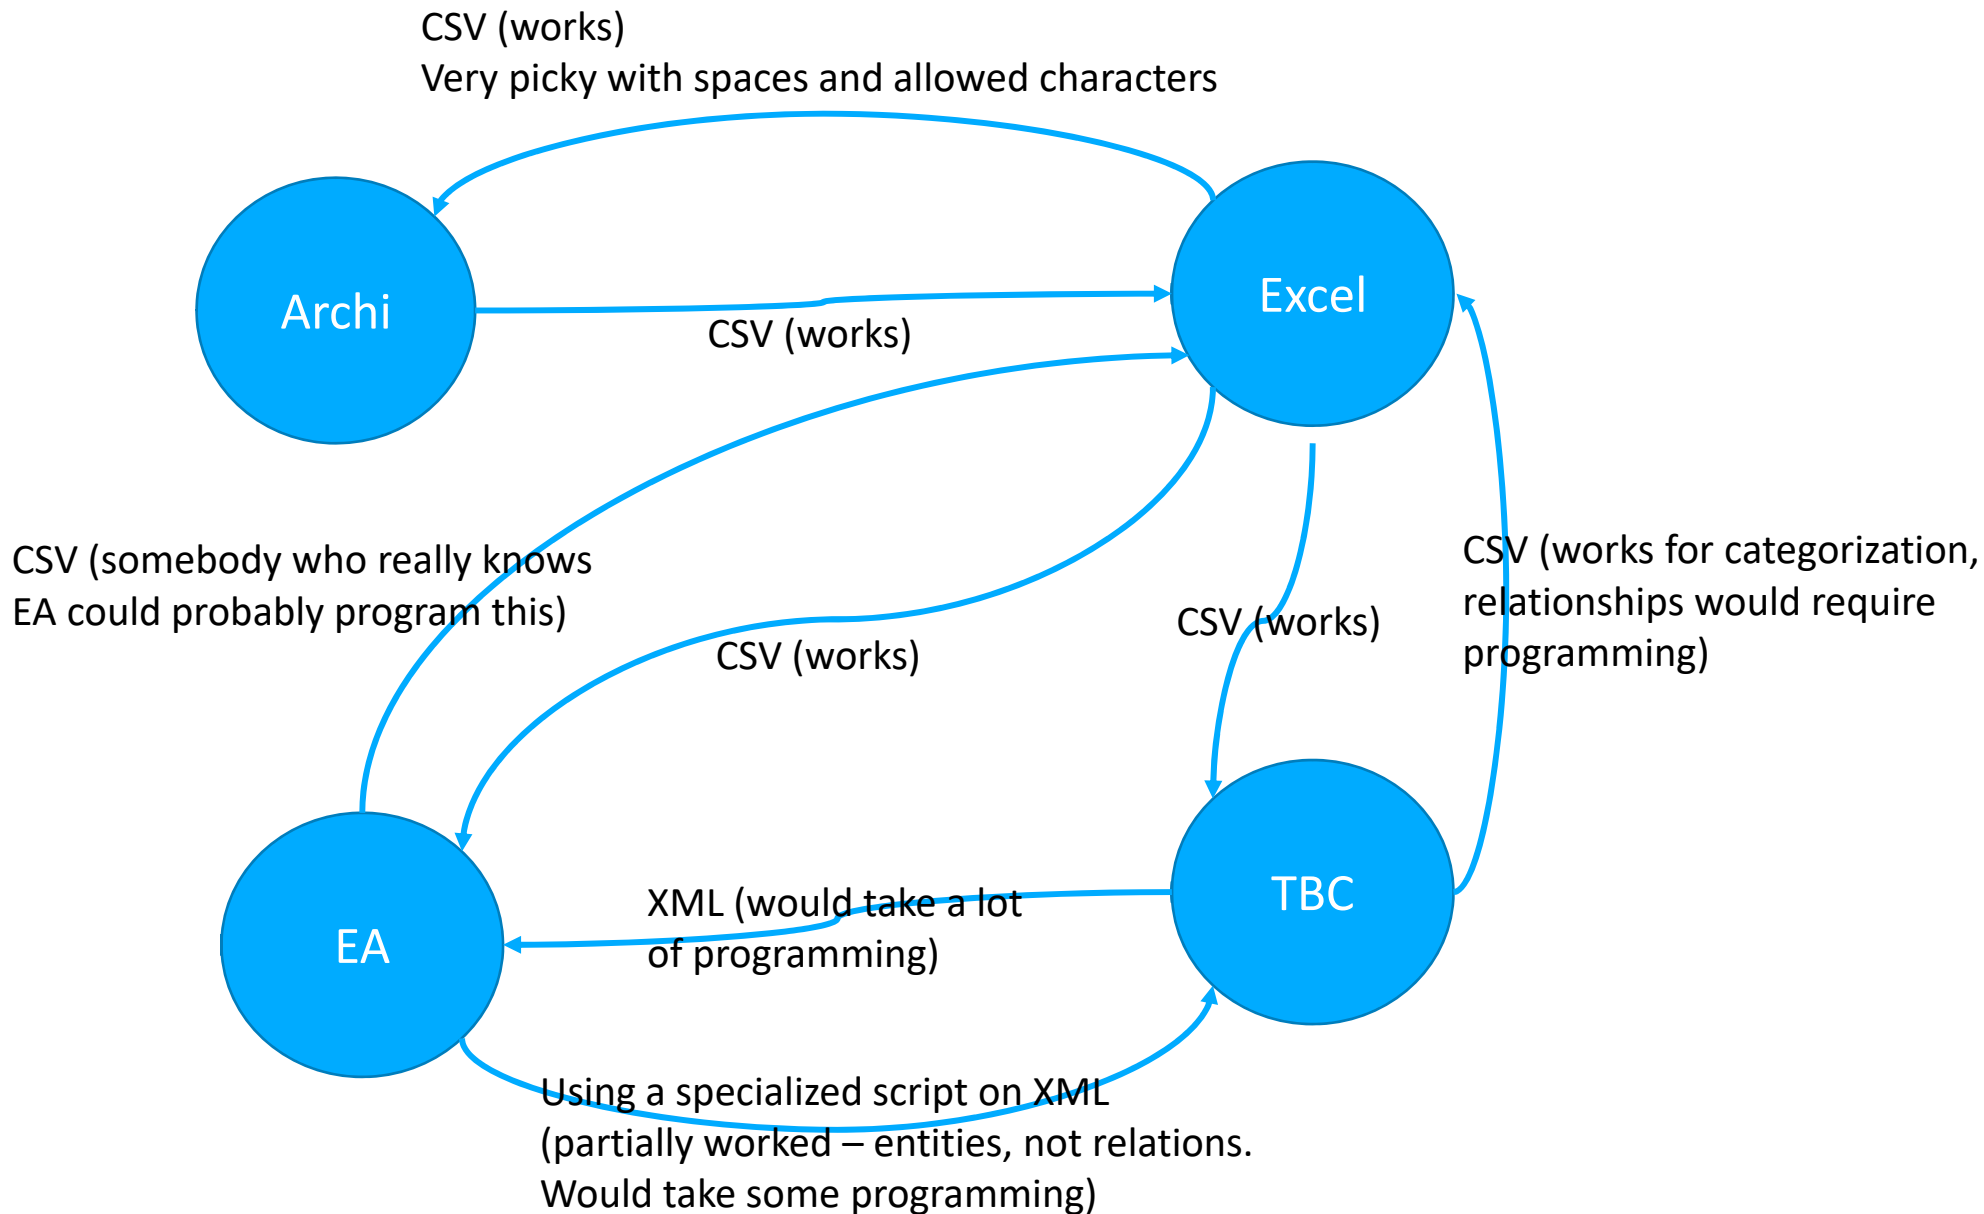 CSV (works)
Very picky with spaces and allowed characters
Archi
Excel
CSV (works)
CSV (somebody who really knows
EA could probably program this)
CSV (works)
CSV (works)
CSV (works for categorization,
relationships would require
programming)
EA
XML (would take a lot
of programming)
TBC
Using a specialized script on XML
(partially worked – entities, not relations.
Would take some programming)